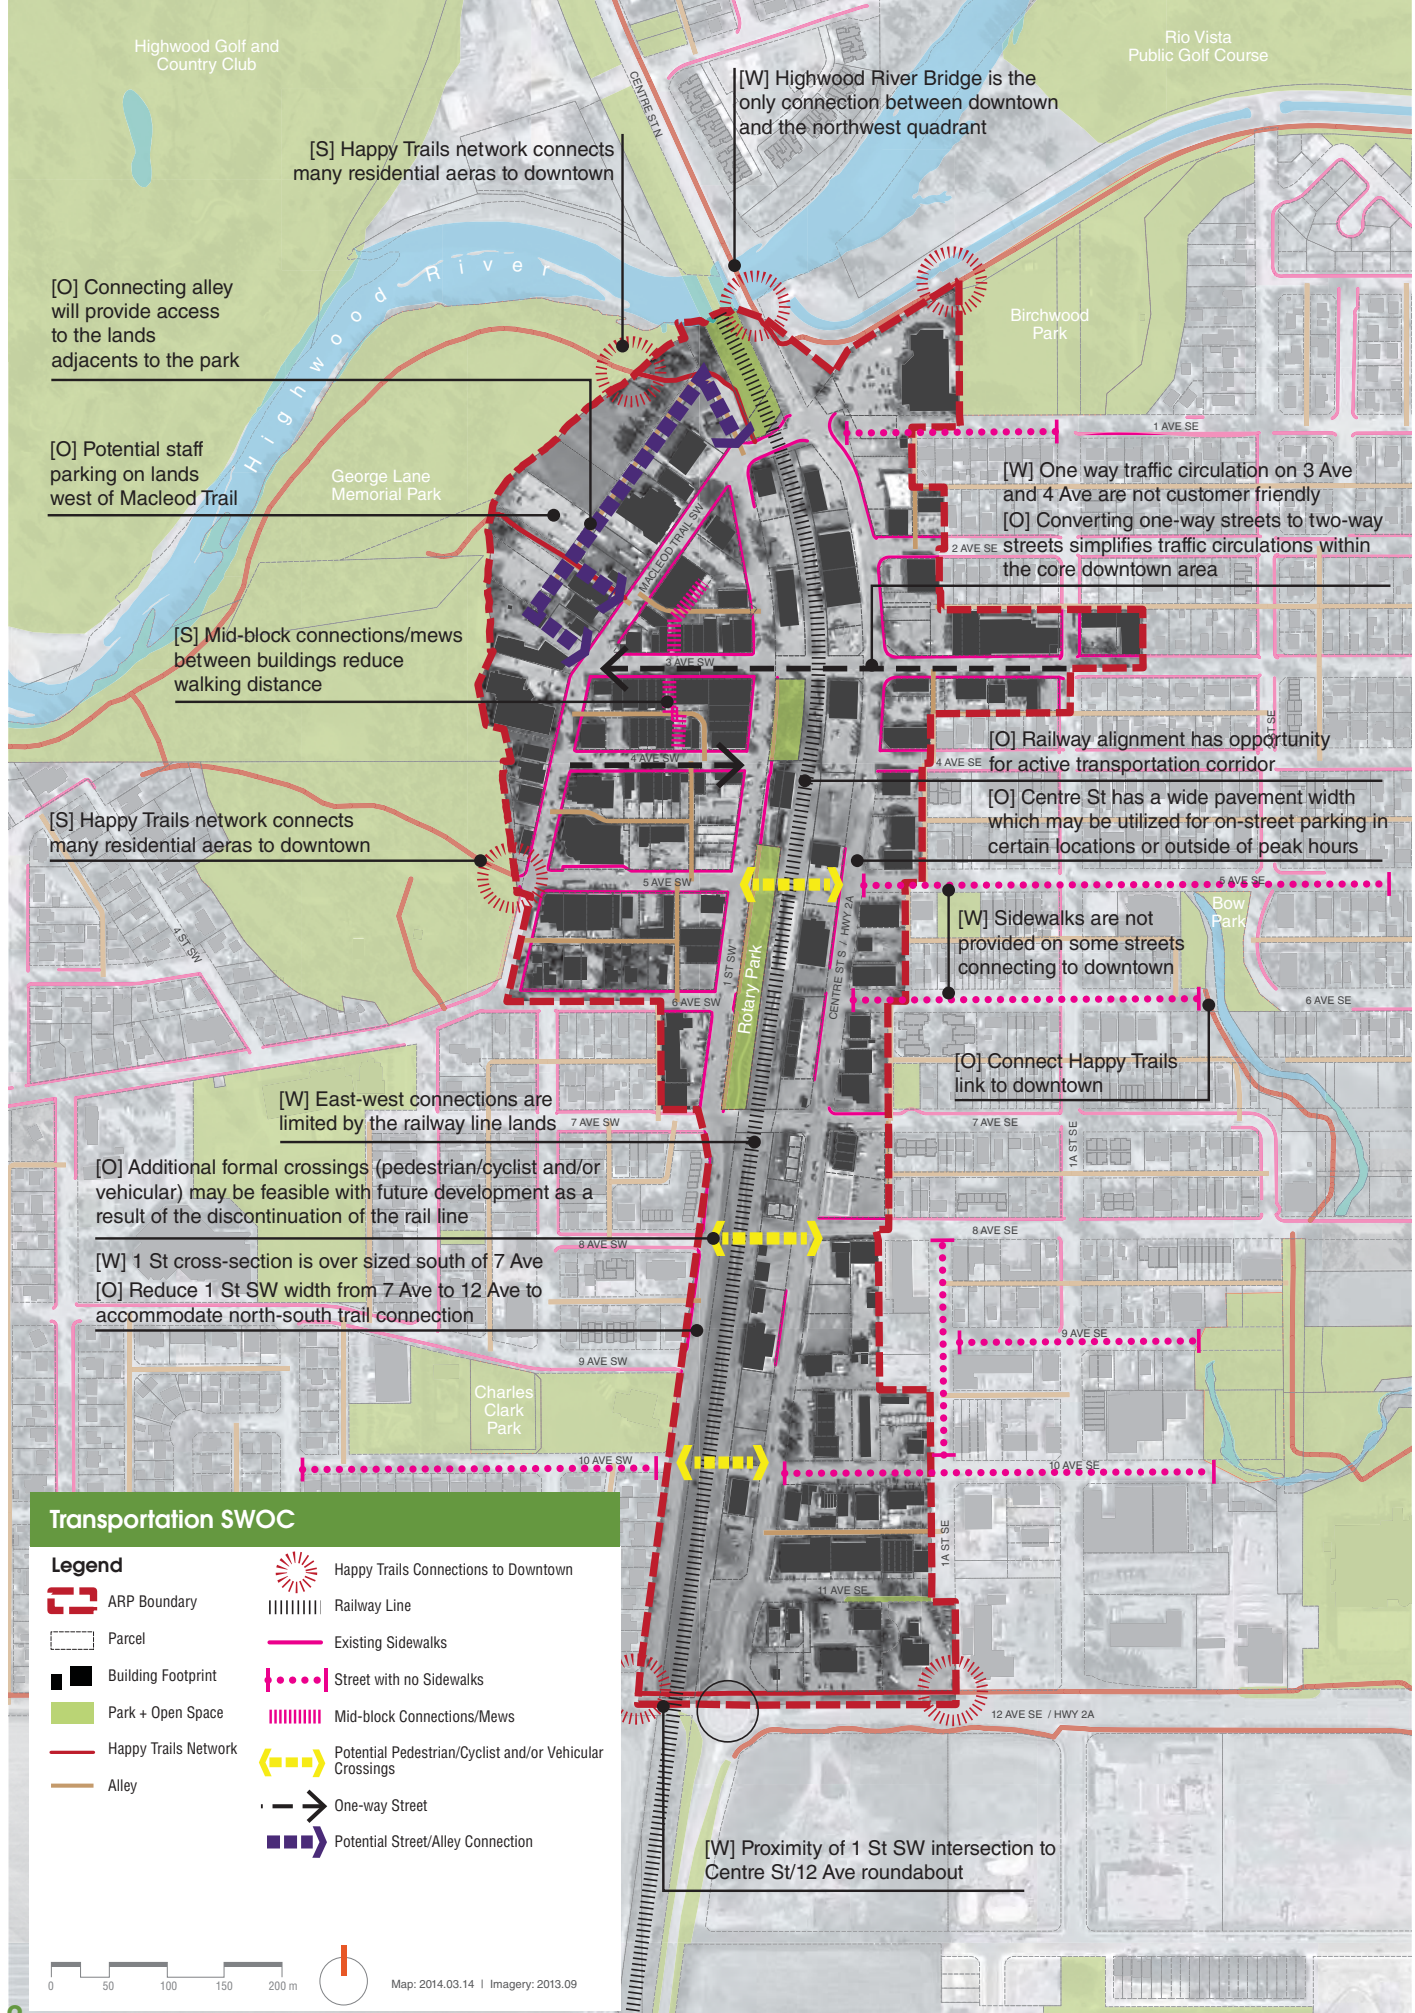 Highwood Golf and
Country Club
Rio Vista
Public Golf Course
CENTRE ST N
[W] Highwood River Bridge is the
only connection between downtown
and the northwest quadrant
[S] Happy Trails network connects
many residential aeras to downtown
Highwood River
[O] Connecting alley
will provide access
to the lands
adjacents to the park
Birchwood
Park
1 AVE SE
[O] Potential staff
parking on lands
west of Macleod Trail
George Lane
Memorial Park
MACLEOD TRAIL SW
[W] One way traffic circulation on 3 Ave
and 4 Ave are not customer friendly
[O] Converting one-way streets to two-way
streets simplifies traffic circulations within
the core downtown area
2 AVE SE
[S] Mid-block connections/mews
between buildings reduce
walking distance
3 AVE SW
[O] Railway alignment has opportunity
for active transportation corridor
4 AVE SW
4 AVE SE
[O] Centre St has a wide pavement width
which may be utilized for on-street parking in
certain locations or outside of peak hours
[S] Happy Trails network connects
many residential aeras to downtown
5 AVE SW
5 AVE SE
Bow
Park
4 ST SW
1 ST SW
Rotary Park
CENTRE ST S / HWY 2A
[W] Sidewalks are not
provided on some streets
connecting to downtown
6 AVE SW
6 AVE SE
[O] Connect Happy Trails
link to downtown
[W] East-west connections are
limited by the railway line lands
7 AVE SW
7 AVE SE
1A ST SE
[O] Additional formal crossings (pedestrian/cyclist and/or
vehicular) may be feasible with future development as a
result of the discontinuation of the rail line
8 AVE SW
8 AVE SE
[W] 1 St cross-section is over sized south of 7 Ave
[O] Reduce 1 St SW width from 7 Ave to 12 Ave to
accommodate north-south trail connection
9 AVE SW
9 AVE SE
Charles
Clark
Park
10 AVE SW
10 AVE SE
1A ST SE
11 AVE SE
12 AVE SE / HWY 2A
[W] Proximity of 1 St SW intersection to
Centre St/12 Ave roundabout
Transportation SWOC
Legend
ARP Boundary
Parcel
Building Footprint
Park + Open Space
Happy Trails Network
Alley
Happy Trails Connections to Downtown
Railway Line
Existing Sidewalks
Street with no Sidewalks
Mid-block Connections/Mews
Potential Pedestrian/Cyclist and/or Vehicular
Crossings
One-way Street
Potential Street/Alley Connection
0 50 100 150 200 m
Map: 2014.03.14 | Imagery: 2013.09